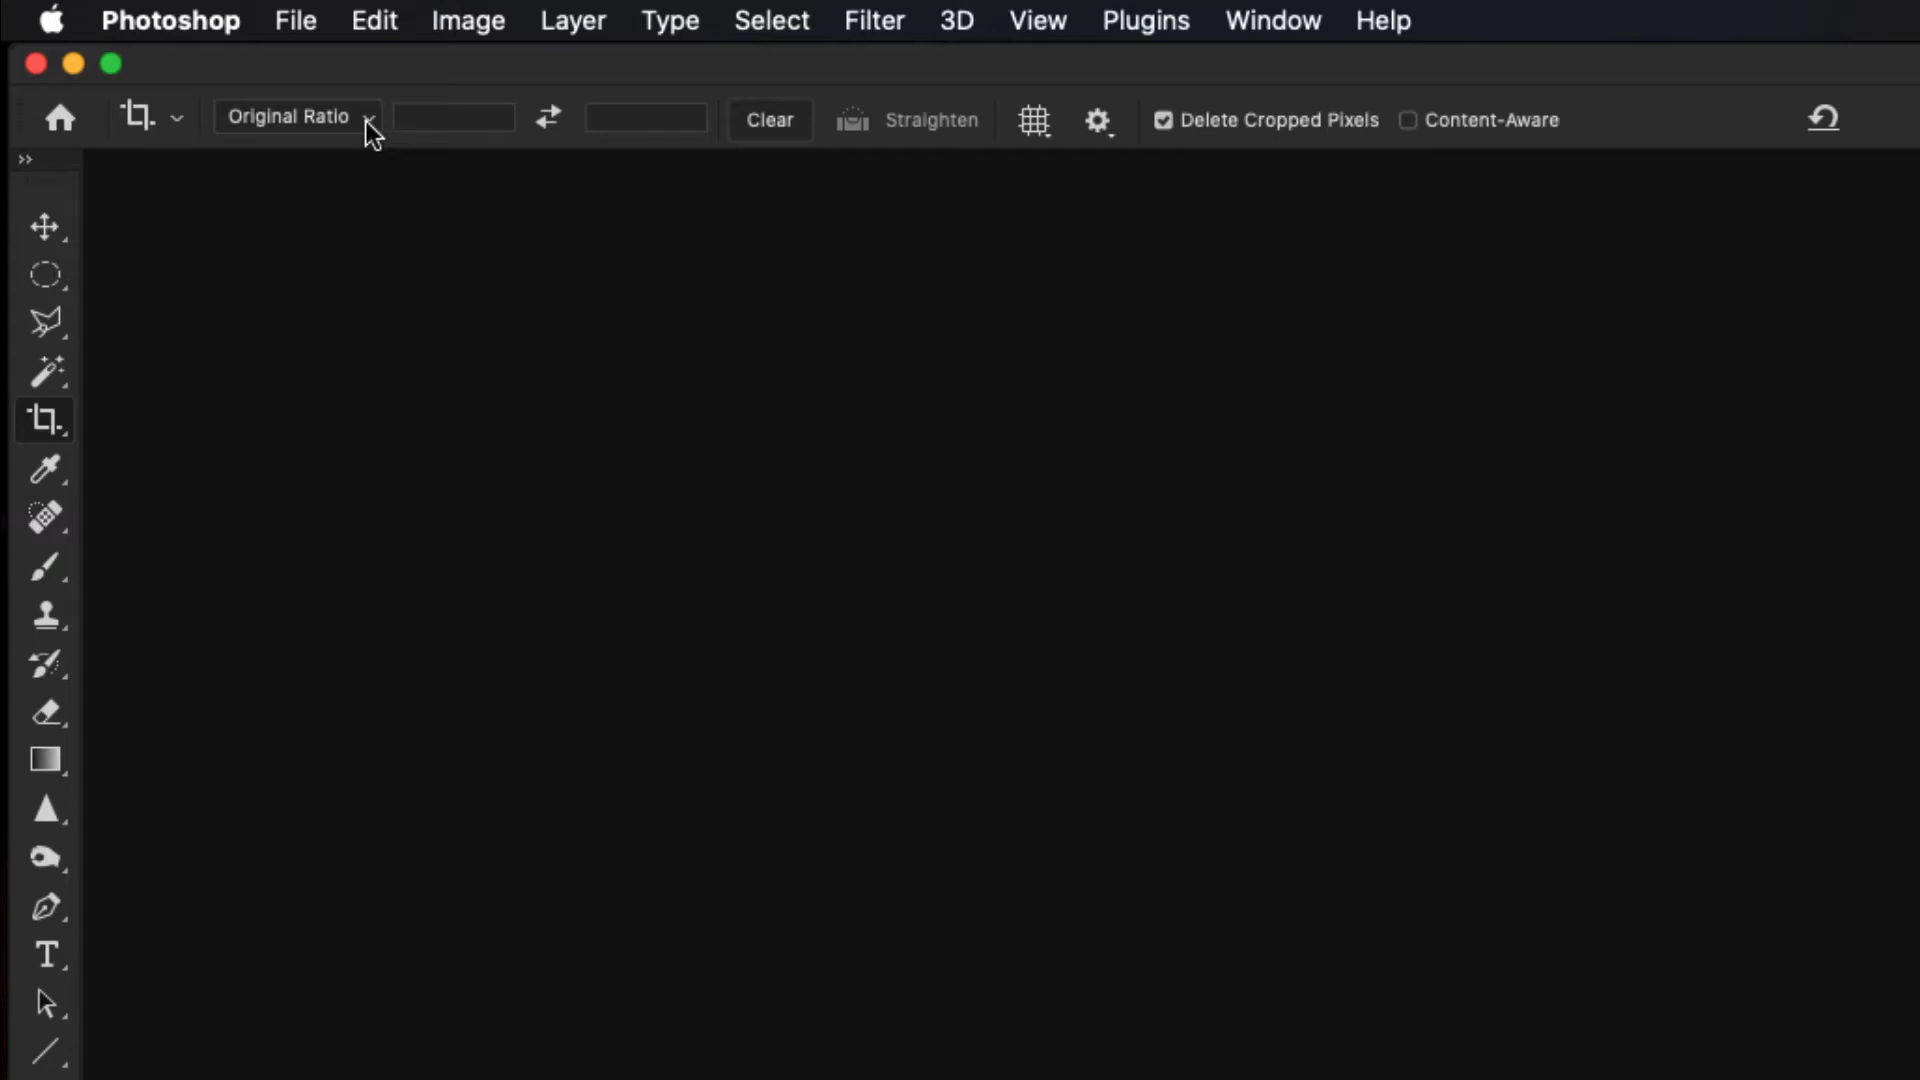 Photoshop File Edit Image Layer Type Select Filter 3D View Plugins Window Help
Original Ratio Clear Straighten Delete Cropped Pixels Content-Aware
T